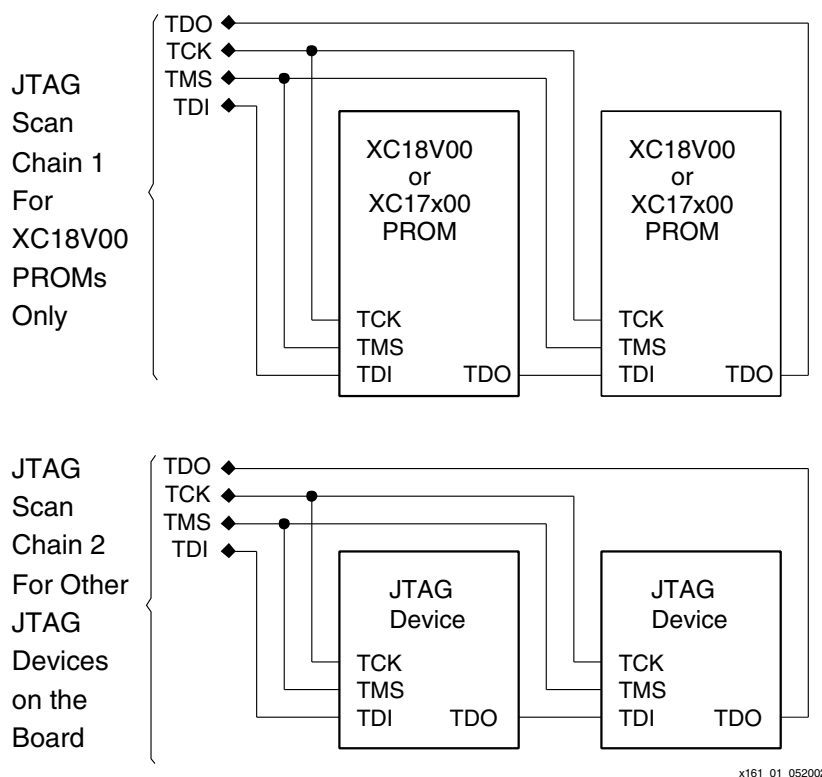 TDO
TCK
TMS
TDI
JTAG
Scan
Chain 1
For
XC18V00
PROMs
Only
XC18V00
or
XC17x00
PROM
TCK
TMS
TDI TDO
XC18V00
or
XC17x00
PROM
TCK
TMS
TDI TDO
TDO
TCK
TMS
TDI
JTAG
Scan
Chain 2
For Other
JTAG
Devices
on the
Board
JTAG
Device
TCK
TMS
TDI TDO
JTAG
Device
TCK
TMS
TDI TDO
x161_01_052002